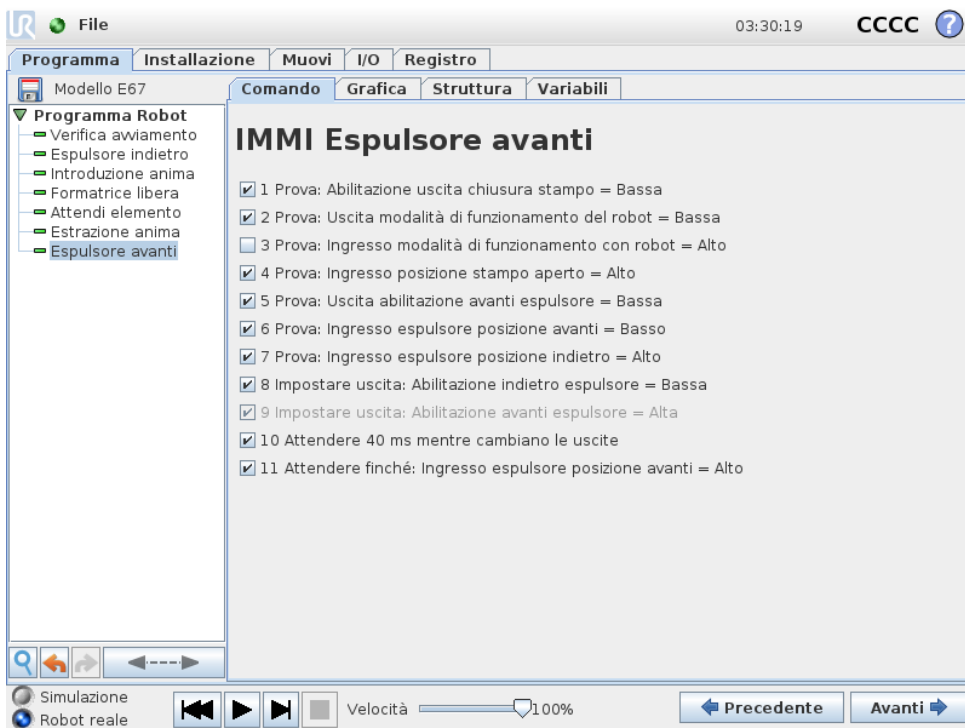 UR File 03:30:19 CCCC ?
Programma Installazione Muovi I/O Registro
Modello E67 Comando Grafica Struttura Variabili
Programma Robot
Verifica avviamento
Espulsore indietro
Introduzione anima
Formatrice libera
Attendi elemento
Estrazione anima
Espulsore avanti
IMMI Espulsore avanti
1 Prova: Abilitazione uscita chiusura stampo = Bassa
2 Prova: Uscita modalità di funzionamento del robot = Bassa
3 Prova: Ingresso modalità di funzionamento con robot = Alto
4 Prova: Ingresso posizione stampo aperto = Alto
5 Prova: Uscita abilitazione avanti espulsore = Bassa
6 Prova: Ingresso espulsore posizione avanti = Basso
7 Prova: Ingresso espulsore posizione indietro = Alto
8 Impostare uscita: Abilitazione indietro espulsore = Bassa
9 Impostare uscita: Abilitazione avanti espulsore = Alta
10 Attendere 40 ms mentre cambiano le uscite
11 Attendere finché: Ingresso espulsore posizione avanti = Alto
Simulazione
Robot reale
Velocità 100% Precedente Avanti